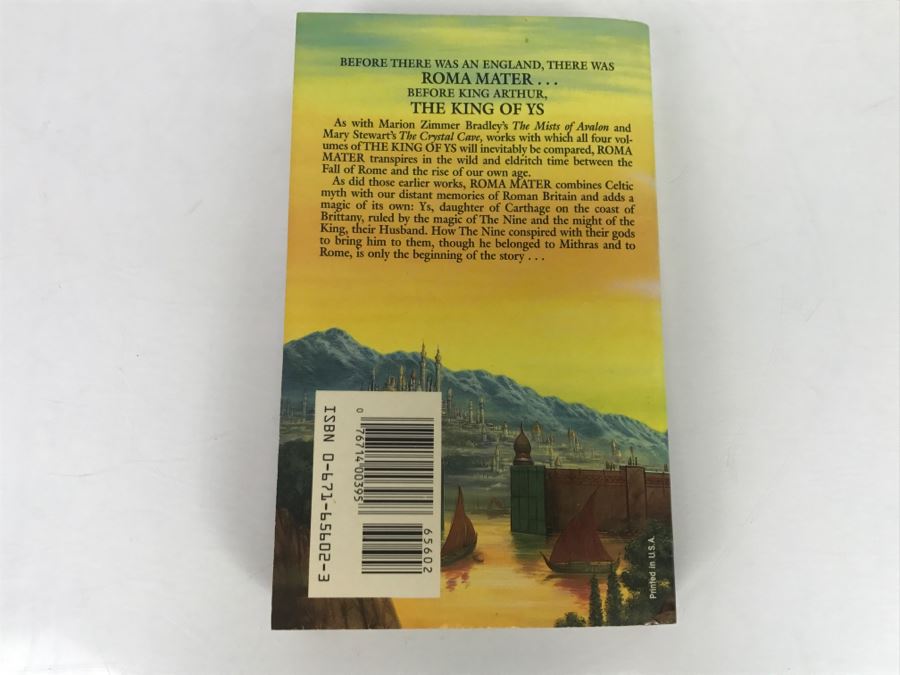 BEFORE THERE WAS AN ENGLAND, THERE WAS
ROMA MATER . . .
BEFORE KING ARTHUR,
THE KING OF YS
As with Marion Zimmer Bradley's The Mists of Avalon and
Mary Stewart's The Crystal Cave, works with which all four vol-
umes of THE KING OF YS will inevitably be compared, ROMA
MATER transpires in the wild and eldritch time between the
Fall of Rome and the rise of our own age.
As did those earlier works, ROMA MATER combines Celtic
myth with our distant memories of Roman Britain and adds a
magic of its own: Ys, daughter of Carthage on the coast of
Brittany, ruled by the magic of The Nine and the might of the
King, their Husband. How The Nine conspired with their gods
to bring him to them, though he belonged to Mithras and to
Rome, is only the beginning of the story . . .
ISBN 0-671-65602-3
0 76714 00395
65602
Printed in U.S.A.